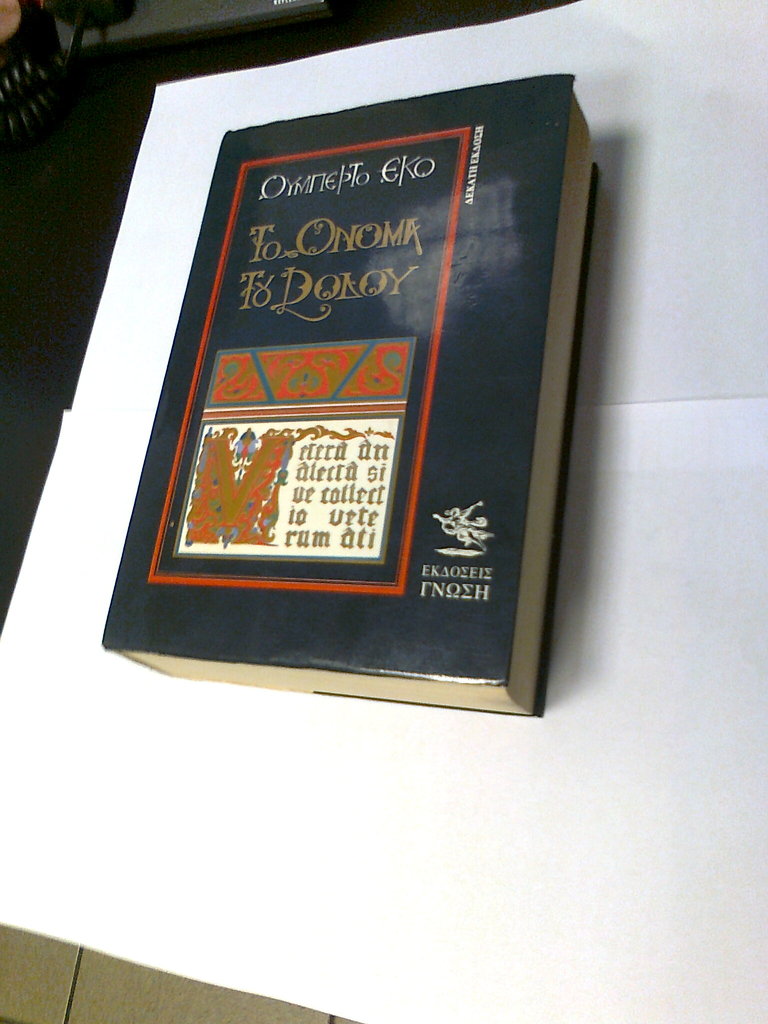 ΟΥΜΠΕΡΤΟ ΕΚΟ
ΔΕΚΑΤΗ ΕΚΔΟΣΗ
ΤΟ ΟΝΟΜΑ
ΤΟΥ ΡΟΔΟΥ
Vetera an
alecta si
ve collect
io vete
rum ati
ΕΚΔΟΣΕΙΣ
ΓΝΩΣΗ